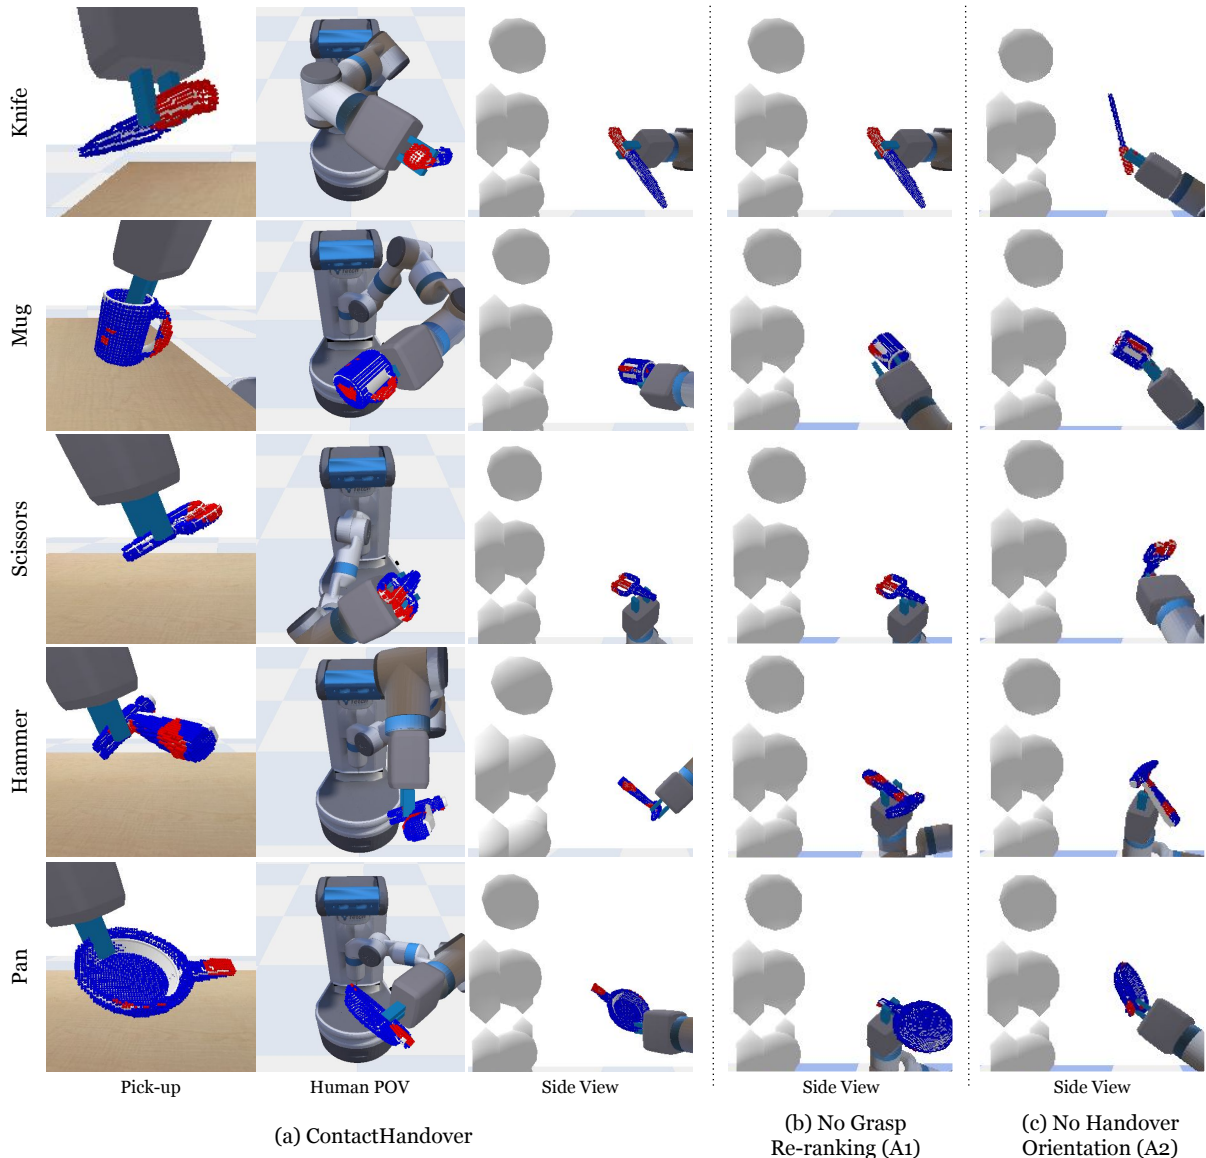 Knife
Mug
Scissors
Hammer
Pan
Pick-up
Human POV
Side View
Side View
Side View
(a) ContactHandover
(b) No Grasp
Re-ranking (A1)
(c) No Handover
Orientation (A2)